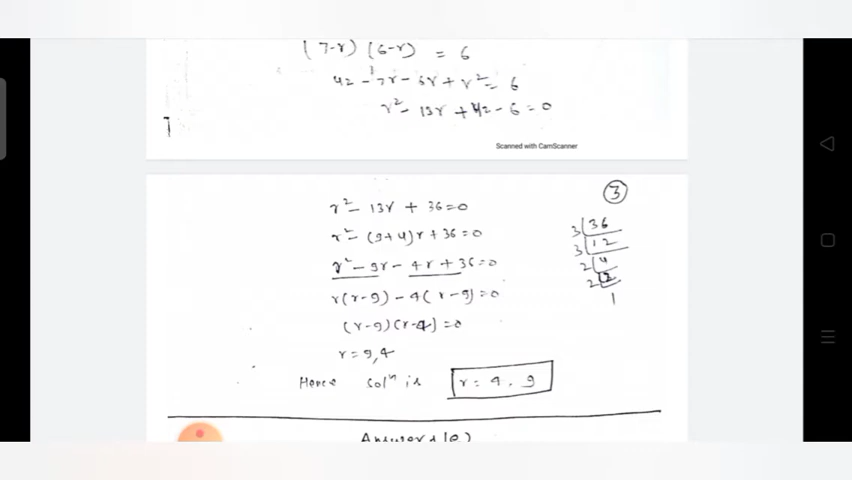 (7-r) (6-r) = 6
42 - 7r - 6r + r² = 6
r² - 13r + 42 - 6 = 0
Scanned with CamScanner
3
r² - 13r + 36 = 0
r² - (9+4)r + 36 = 0
r² - 9r - 4r + 36 = 0
r(r-9) - 4(r-9) = 0
(r-9)(r-4) = 0
r = 9, 4
Hence solⁿ is r = 4, 9
3 36
3 12
2 4
2 2
1